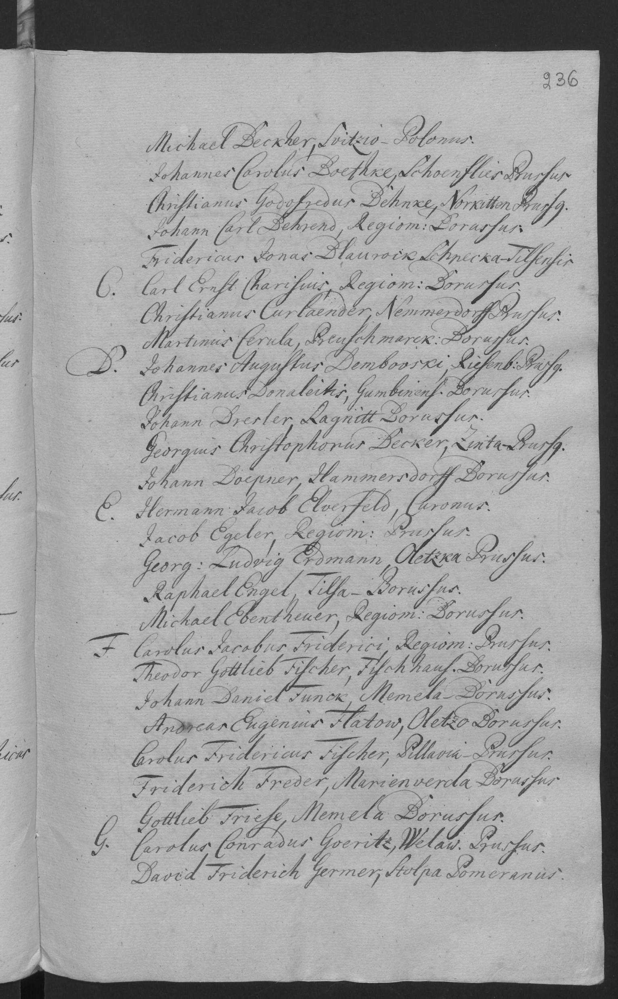 236
Michael Beckher, Svitzio-Polonus.
Johannes Carolus Boethke, Schoenflies Prussus
Christianus Godofredus Behnke, Norkitten Prussq.
Johann Carl Behrend, Regiom: Borussus.
Fridericus Jonas Blaurock Schnecka-Tilsensis
C. Carl Ernst Charisius, Regiom: Borussus.
Christianus Curlaender, Nemmerdorff Prussus.
Martinus Cerula, Preuschmarck: Borussus.
D. Johannes Augustus Dembovski, Riesenb: Prussq.
Christianus Donaleitis, Gumbinens. Borussus.
Johann Dresler, Ragnitt Borussus.
Georgius Christophorus Decker, Zinta-Prussq.
Johann Doepner, Hammersdorff Borussus.
E. Hermann Jacob Elverfeld, Curonus.
Jacob Egeler, Regiom: Prussus.
Georg: Ludvig Erdmann, Oletzka Prussus.
Raphael Engel, Tilsa-Borussus.
Michael Ebentheuer, Regiom: Borussus.
F Carolus Jacobus Friderici, Regiom: Prussus.
Theodor Gottlieb Fischer, Fischhaus. Borussus.
Johann Daniel Funck, Memela-Borussus.
Andreas Eugenius Flatow, Oletzo Borussus.
Carolus Fridericus Fischer, Pillavia-Prussus.
Friderich Freder, Marienverda Borussus
Gottlieb Friese, Memela Borussus.
G. Carolus Conradus Goeritz, Welaw. Prussus.
David Friderich Germer, Stolpa Pomeranus.